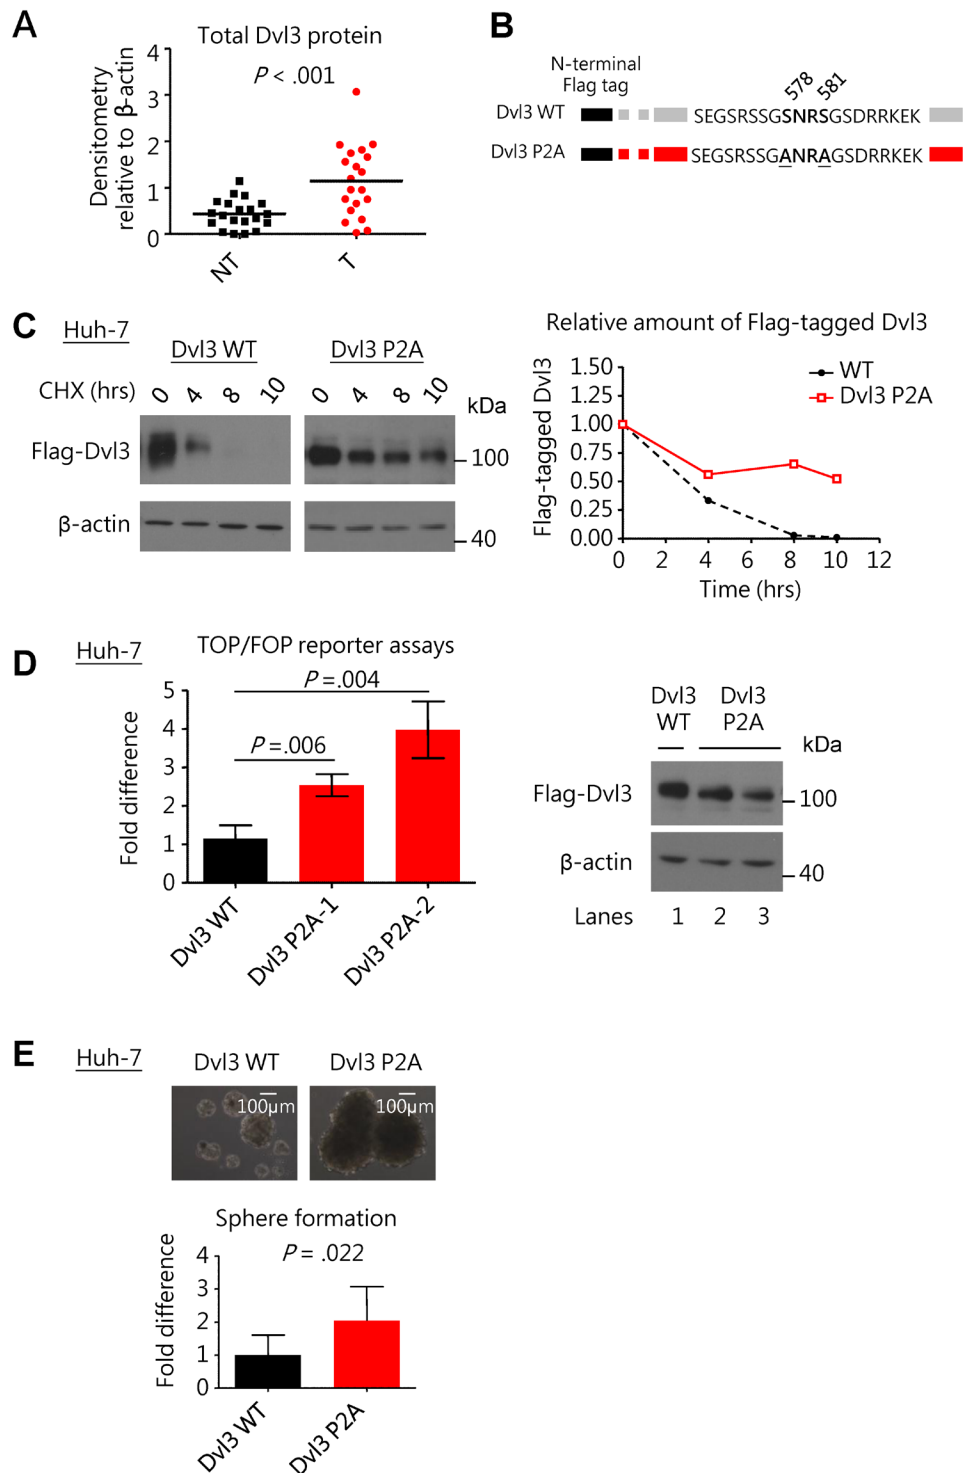 A
Total Dvl3 protein
P < .001
Densitometry
relative to β-actin
4
3
2
1
0
NT
T
B
N-terminal
Flag tag
578
581
Dvl3 WT
SEGSRSSGSNRSGSDRRKEK
Dvl3 P2A
SEGSRSSGANRAGSDRRKEK
C
Huh-7
Dvl3 WT
Dvl3 P2A
CHX (hrs)
0 4 8 10
0 4 8 10
kDa
Flag-Dvl3
100
β-actin
40
Relative amount of Flag-tagged Dvl3
Flag-tagged Dvl3
1.50
1.25
1.00
0.75
0.50
0.25
0.00
0 2 4 6 8 10 12
Time (hrs)
WT
Dvl3 P2A
D
Huh-7
TOP/FOP reporter assays
P =.004
P =.006
Fold difference
5
4
3
2
1
0
Dvl3 WT
Dvl3 P2A-1
Dvl3 P2A-2
Dvl3
WT
Dvl3
P2A
kDa
Flag-Dvl3
100
β-actin
40
Lanes 1 2 3
E
Huh-7
Dvl3 WT
Dvl3 P2A
100µm
100µm
Sphere formation
P = .022
Fold difference
4
3
2
1
0
Dvl3 WT
Dvl3 P2A